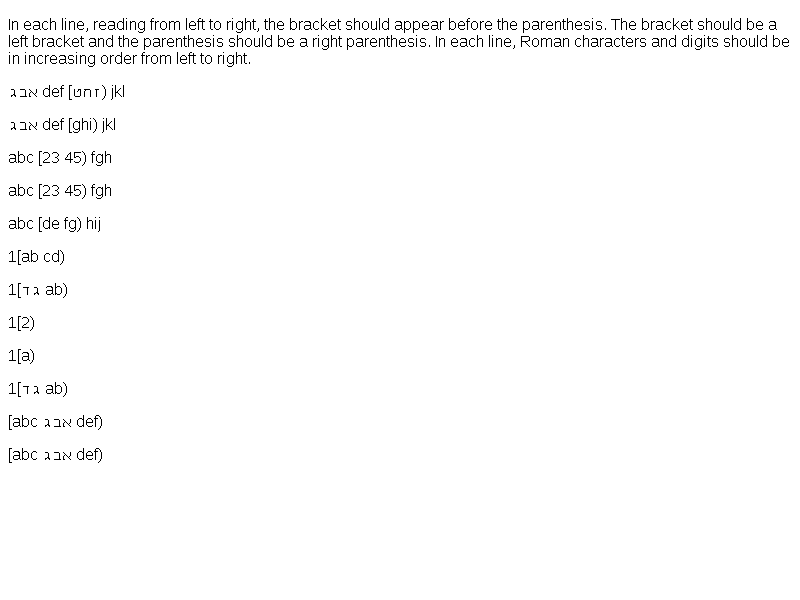 In each line, reading from left to right, the bracket should appear before the parenthesis. The bracket should be a
left bracket and the parenthesis should be a right parenthesis. In each line, Roman characters and digits should be
in increasing order from left to right.
אבג def [זחט) jkl
אבג def [ghi) jkl
abc [23 45) fgh
abc [23 45) fgh
abc [de fg) hij
1[ab cd)
1[גד ab)
1[2)
1[a)
1[גד ab)
[abc אבג def)
[abc אבג def)